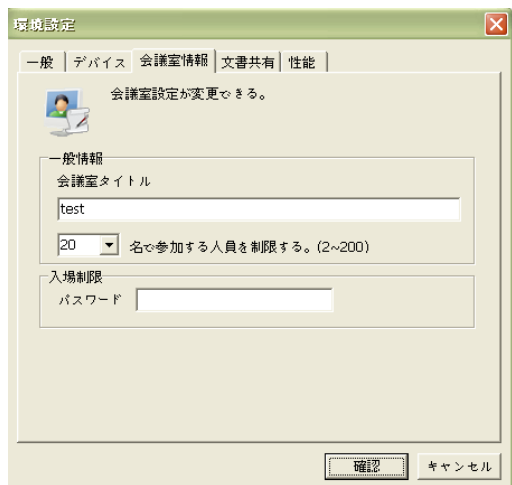 環境設定
一般 デバイス 会議室情報 文書共有 性能
会議室設定が変更できる。
一般情報
会議室タイトル
test
20 名で参加する人員を制限する。(2~200)
入場制限
パスワード
確認 キャンセル